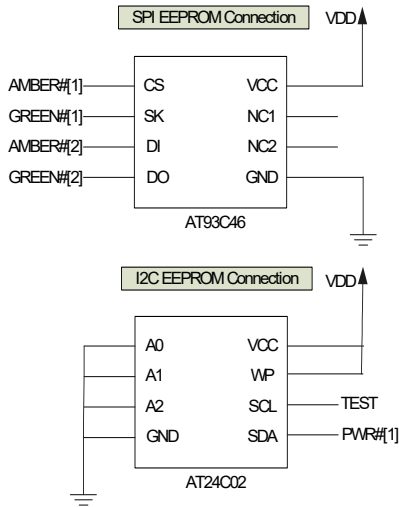 SPI EEPROM Connection VDD
AMBER#[1] CS VCC
GREEN#[1] SK NC1
AMBER#[2] DI NC2
GREEN#[2] DO GND
AT93C46
I2C EEPROM Connection VDD
A0 VCC
A1 WP
A2 SCL TEST
GND SDA PWR#[1]
AT24C02